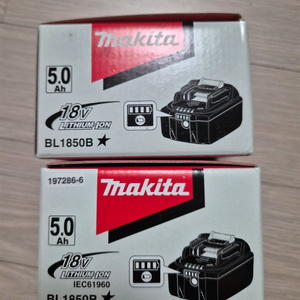 makita
5.0
Ah
18V
LITHIUM-ION
BL1850B ★
197286-6
makita
5.0
Ah
18V
LITHIUM-ION
IEC61960
BL1850B ★